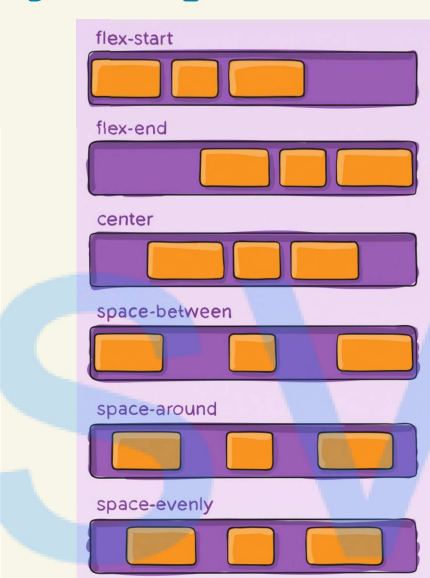 flex-start
flex-end
center
space-between
space-around
space-evenly